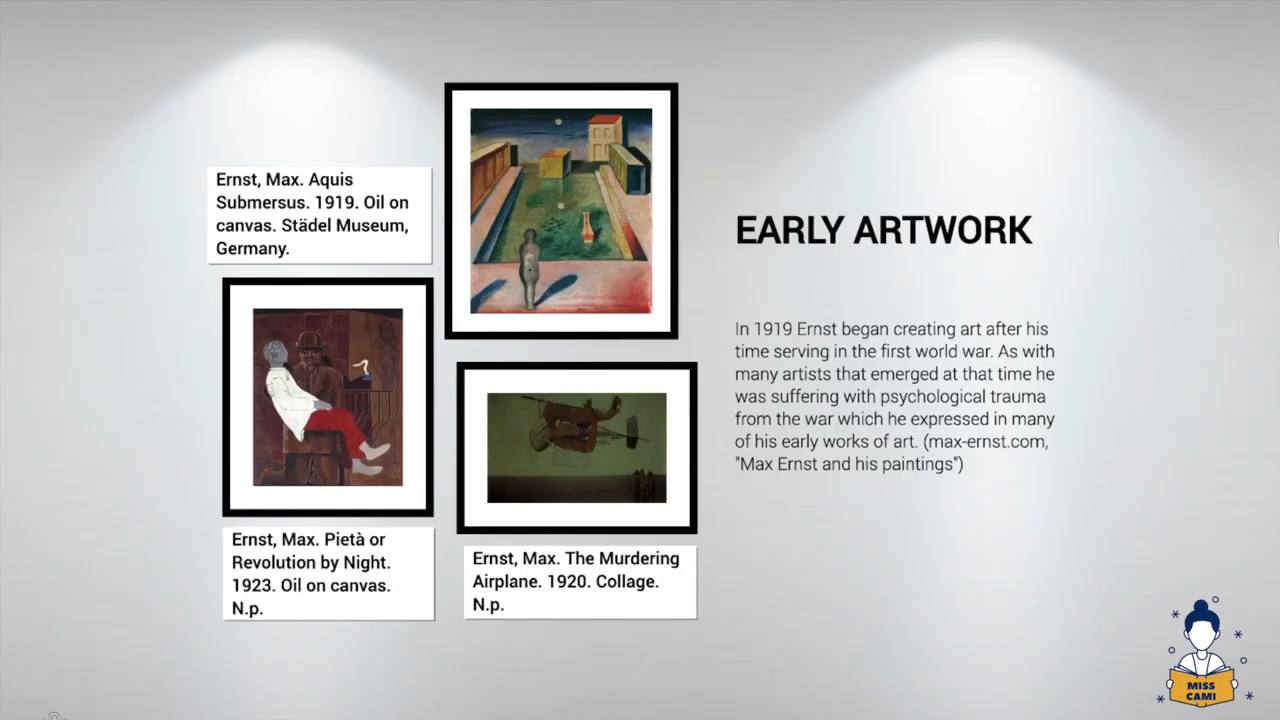 Ernst, Max. Aquis
Submersus. 1919. Oil on
canvas. Städel Museum,
Germany.
Ernst, Max. Pietà or
Revolution by Night.
1923. Oil on canvas.
N.p.
Ernst, Max. The Murdering
Airplane. 1920. Collage.
N.p.
EARLY ARTWORK
In 1919 Ernst began creating art after his
time serving in the first world war. As with
many artists that emerged at that time he
was suffering with psychological trauma
from the war which he expressed in many
of his early works of art. (max-ernst.com,
"Max Ernst and his paintings")
MISS
CAMI